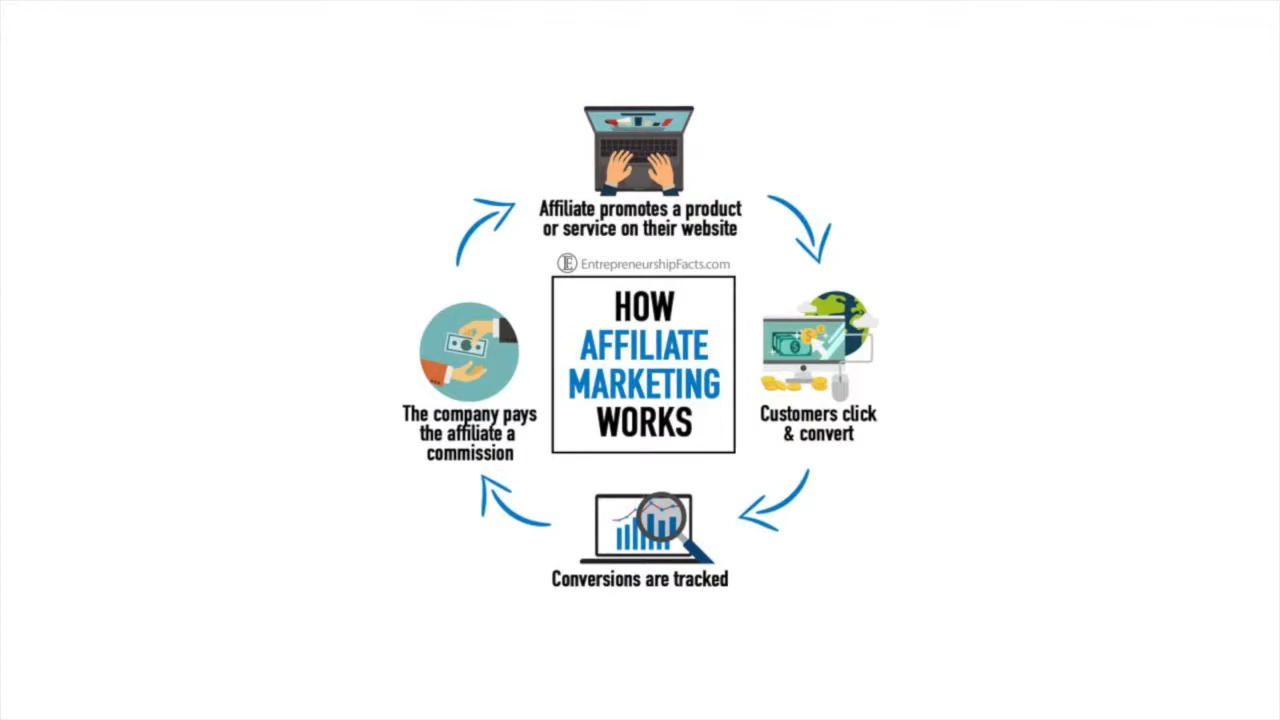 Affiliate promotes a product
or service on their website
EntrepreneurshipFacts.com
HOW
AFFILIATE
MARKETING
WORKS
Customers click
& convert
Conversions are tracked
The company pays
the affiliate a
commission